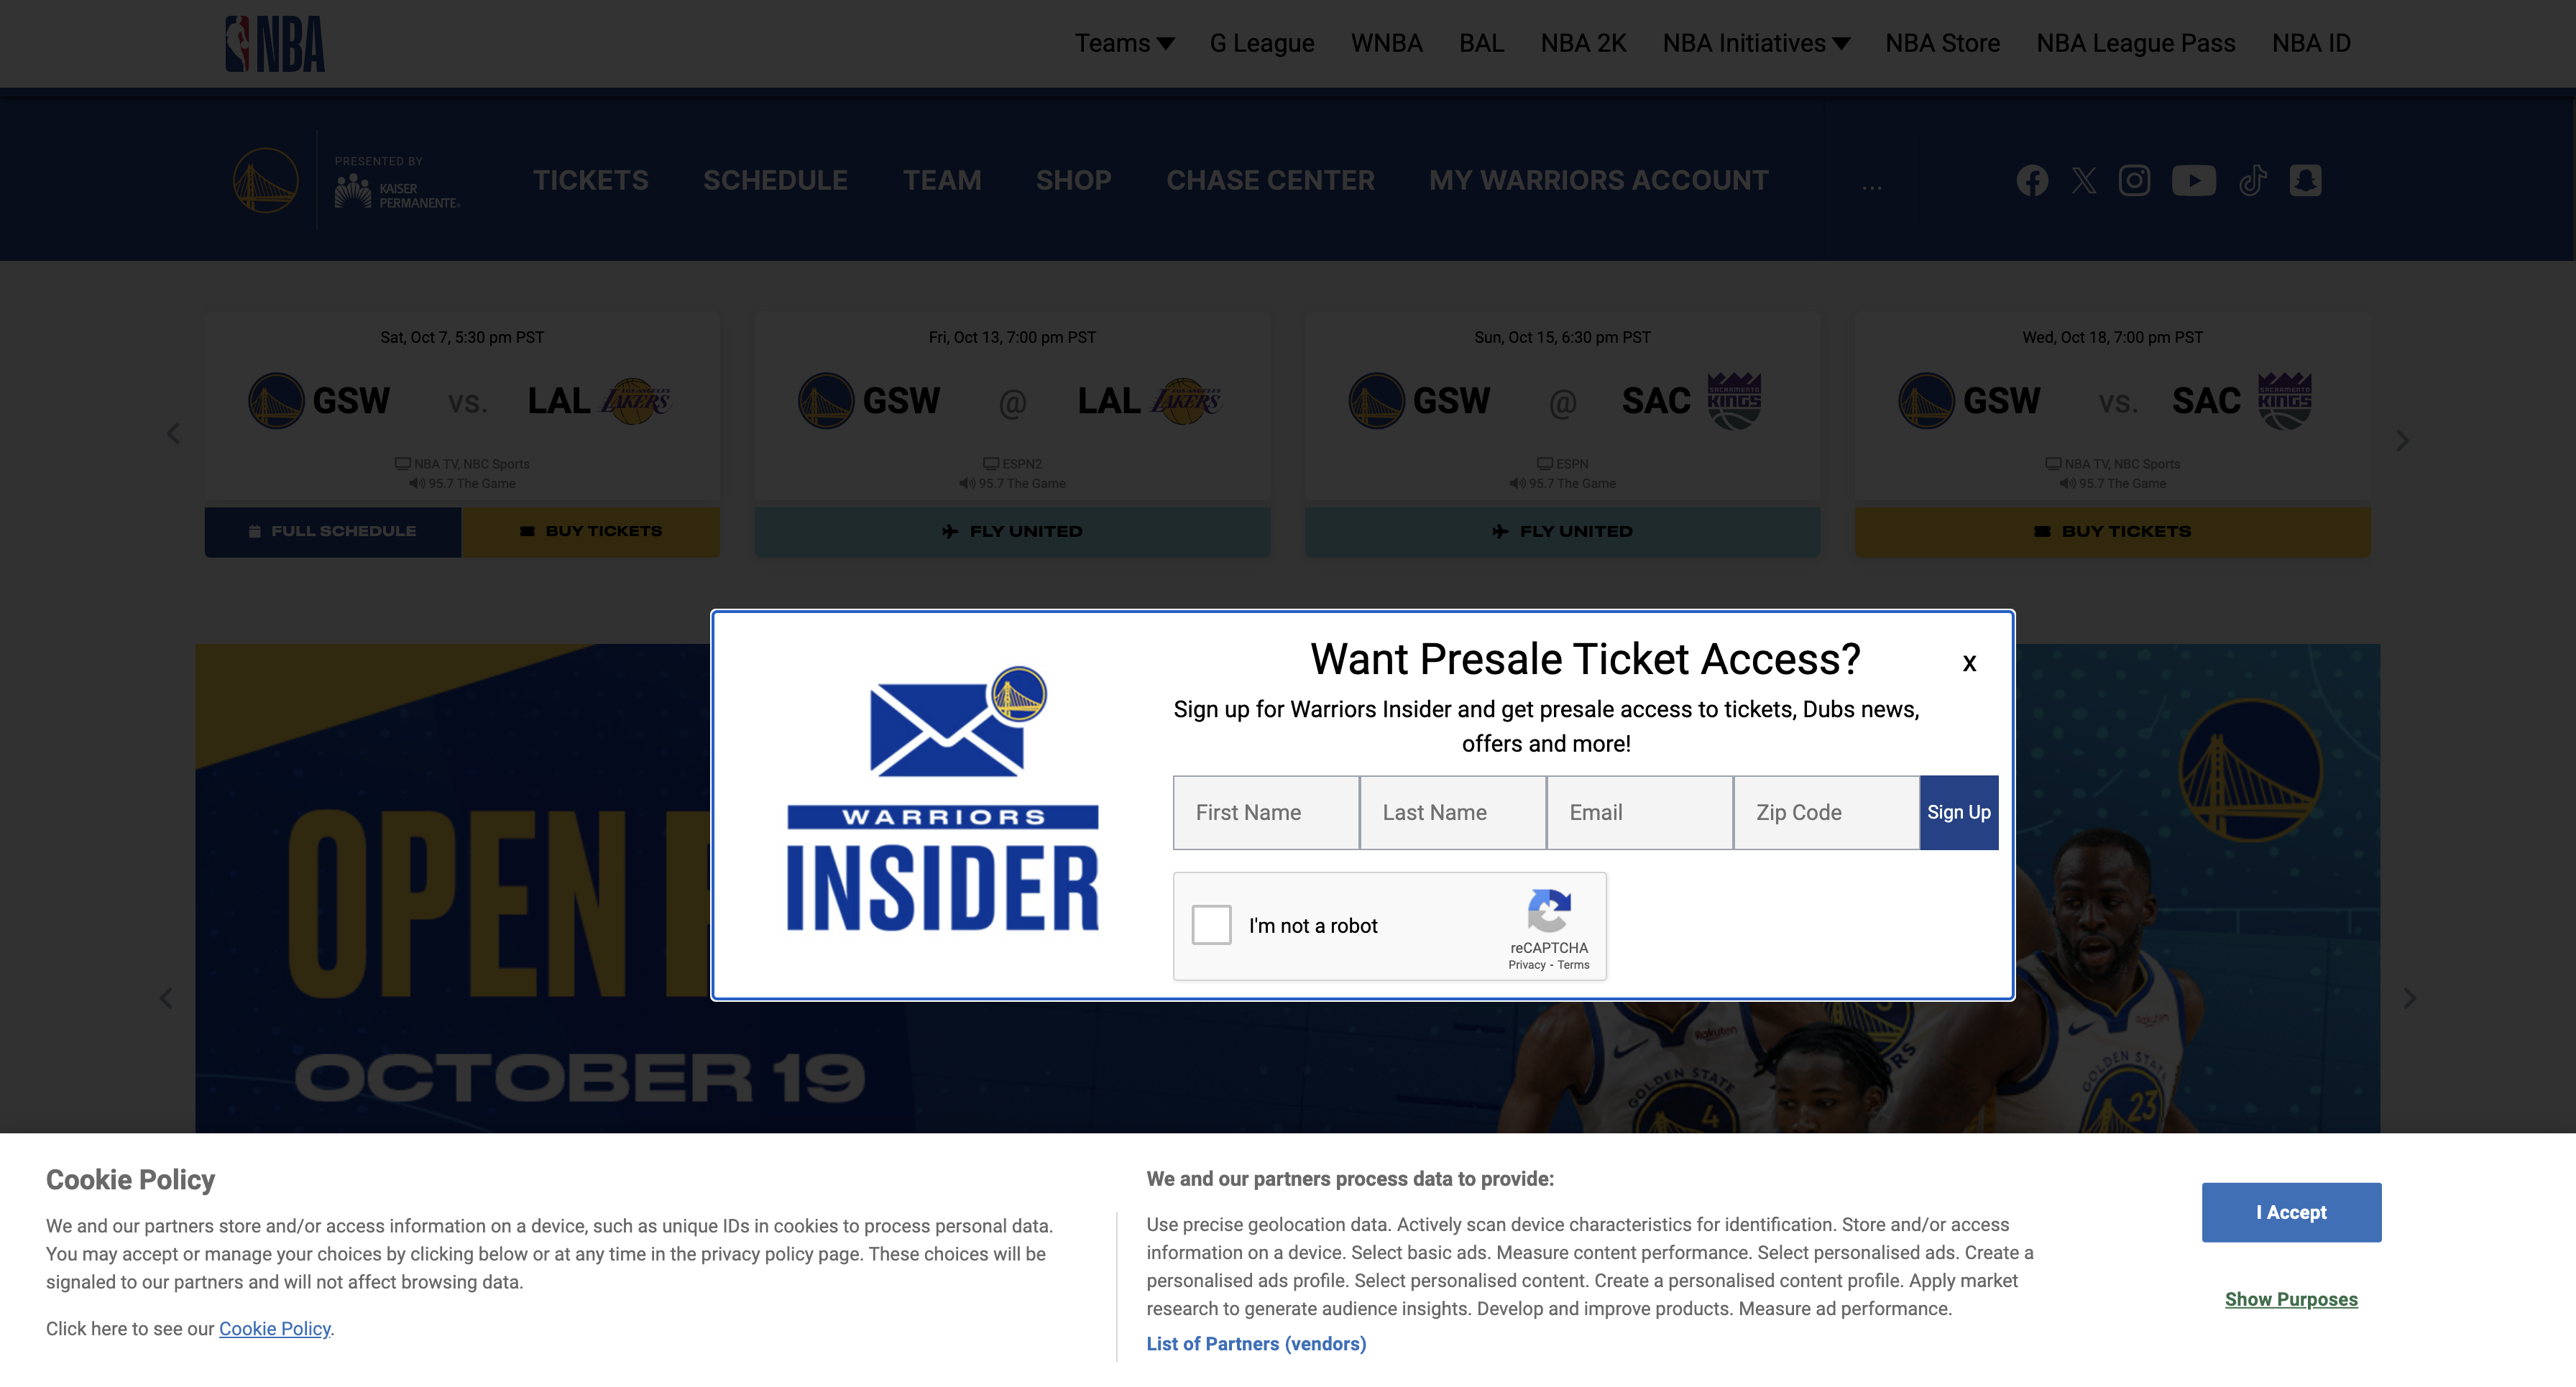 NBA
Teams
G League
WNBA
BAL
NBA 2K
NBA Initiatives
NBA Store
NBA League Pass
NBA ID
PRESENTED BY
KAISER
PERMANENTE®
TICKETS
SCHEDULE
TEAM
SHOP
CHASE CENTER
MY WARRIORS ACCOUNT
...
Sat, Oct 7, 5:30 pm PST
GSW VS. LAL
LOS ANGELES
LAKERS
NBA TV, NBC Sports
95.7 The Game
FULL SCHEDULE
BUY TICKETS
Fri, Oct 13, 7:00 pm PST
GSW @ LAL
LOS ANGELES
LAKERS
ESPN2
95.7 The Game
FLY UNITED
Sun, Oct 15, 6:30 pm PST
GSW @ SAC
SACRAMENTO
KINGS
ESPN
95.7 The Game
FLY UNITED
Wed, Oct 18, 7:00 pm PST
GSW VS. SAC
SACRAMENTO
KINGS
NBA TV, NBC Sports
95.7 The Game
BUY TICKETS
OPEN
OCTOBER 19
WARRIORS
INSIDER
Want Presale Ticket Access?
x
Sign up for Warriors Insider and get presale access to tickets, Dubs news,
offers and more!
First Name
Last Name
Email
Zip Code
Sign Up
I'm not a robot
reCAPTCHA
Privacy - Terms
Rakuten
GOLDEN STATE
4
Rakuten
GOLDEN STATE
23
Cookie Policy
We and our partners store and/or access information on a device, such as unique IDs in cookies to process personal data.
You may accept or manage your choices by clicking below or at any time in the privacy policy page. These choices will be
signaled to our partners and will not affect browsing data.
Click here to see our Cookie Policy.
We and our partners process data to provide:
Use precise geolocation data. Actively scan device characteristics for identification. Store and/or access
information on a device. Select basic ads. Measure content performance. Select personalised ads. Create a
personalised ads profile. Select personalised content. Create a personalised content profile. Apply market
research to generate audience insights. Develop and improve products. Measure ad performance.
List of Partners (vendors)
I Accept
Show Purposes